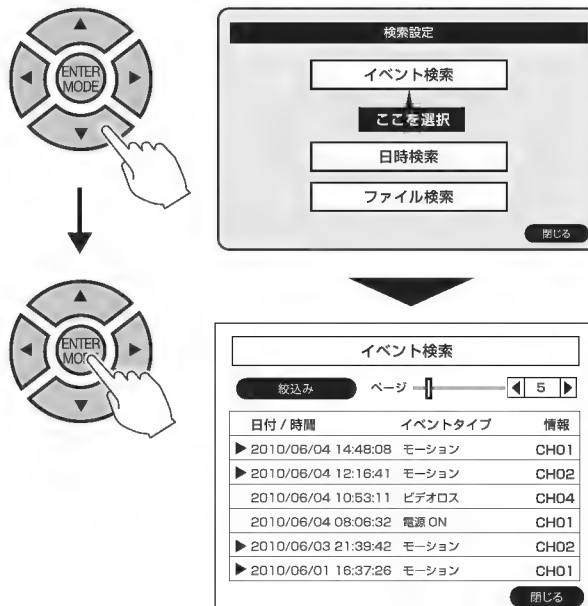 ENTER
MODE
検索設定
イベント検索
ここを選択
日時検索
ファイル検索
閉じる
ENTER
MO
イベント検索
絞込み ページ 5
日付 / 時間 イベントタイプ 情報
▶ 2010/06/04 14:48:08 モーション CH01
▶ 2010/06/04 12:16:41 モーション CH02
2010/06/04 10:53:11 ビデオロス CH04
2010/06/04 08:06:32 電源 ON CH01
▶ 2010/06/03 21:39:42 モーション CH02
▶ 2010/06/01 16:37:26 モーション CH01
閉じる